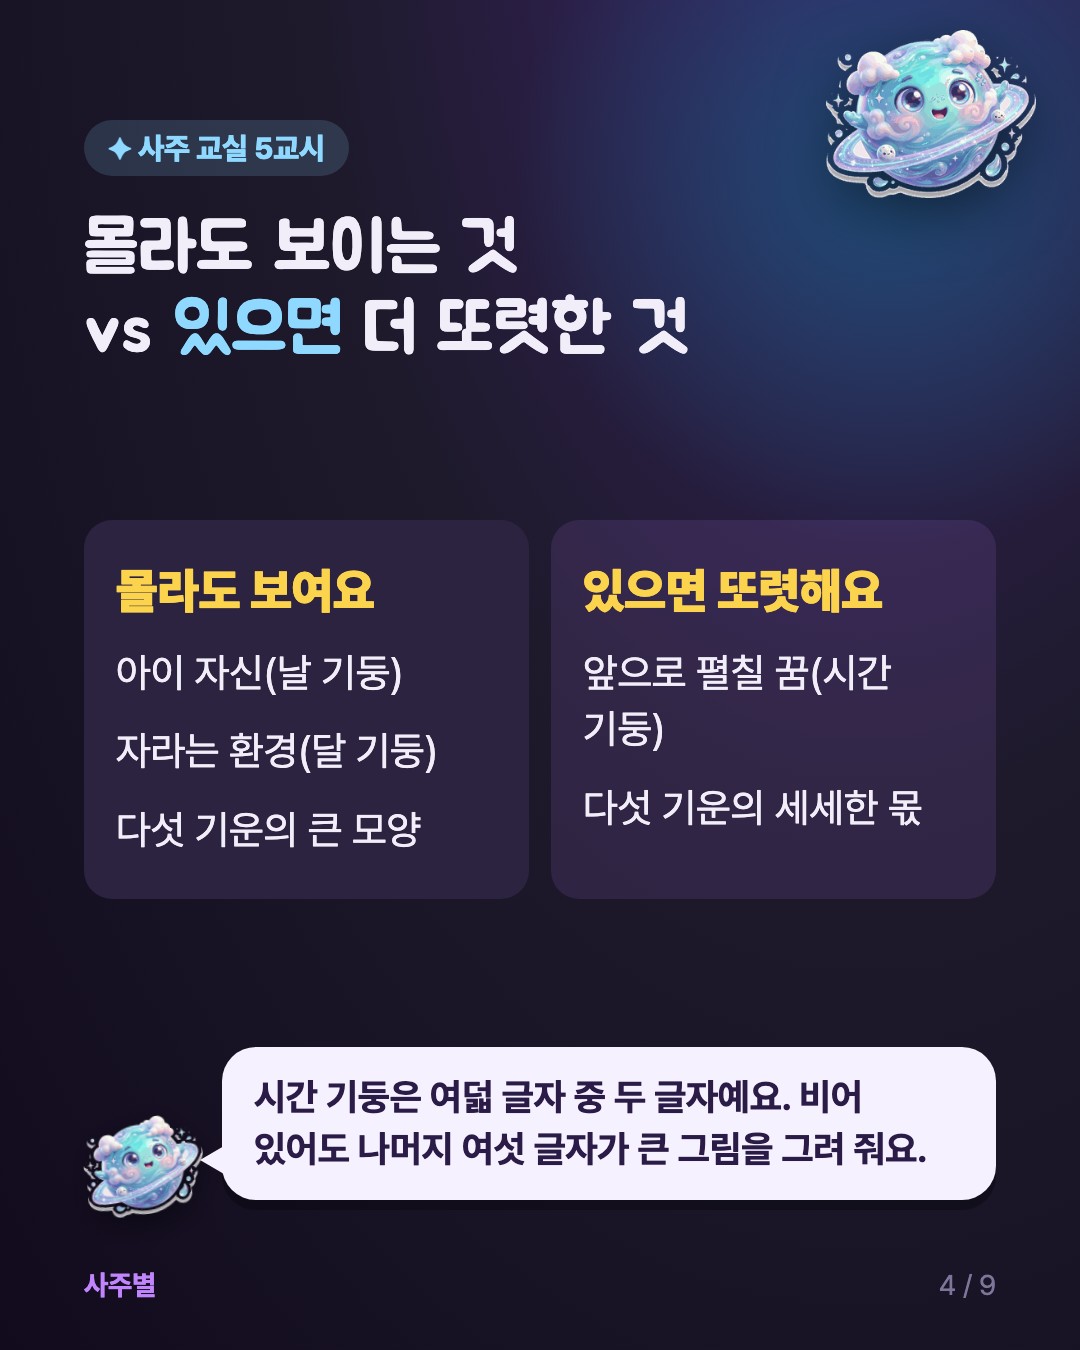 ✦ 사주 교실 5교시
몰라도 보이는 것
vs 있으면 더 또렷한 것
몰라도 보여요
아이 자신(날 기둥)
자라는 환경(달 기둥)
다섯 기운의 큰 모양
있으면 또렷해요
앞으로 펼칠 꿈(시간
기둥)
다섯 기운의 세세한 몫
시간 기둥은 여덟 글자 중 두 글자예요. 비어
있어도 나머지 여섯 글자가 큰 그림을 그려 줘요.
사주별
4 / 9